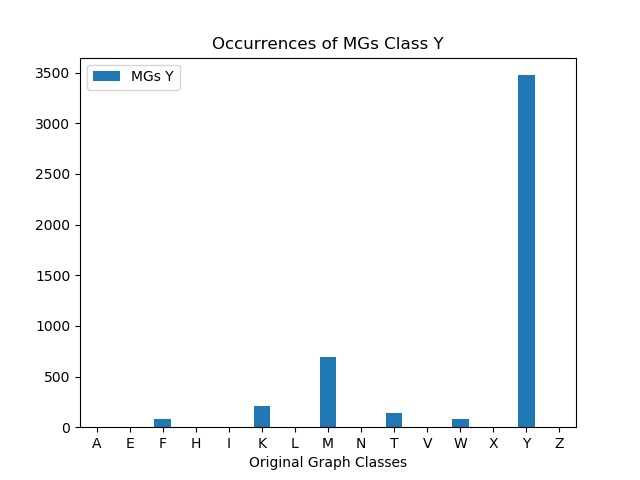 Occurrences of MGs Class Y
MGs Y
3500
3000
2500
2000
1500
1000
500
0
A E F H I K L M N T V W X Y Z
Original Graph Classes